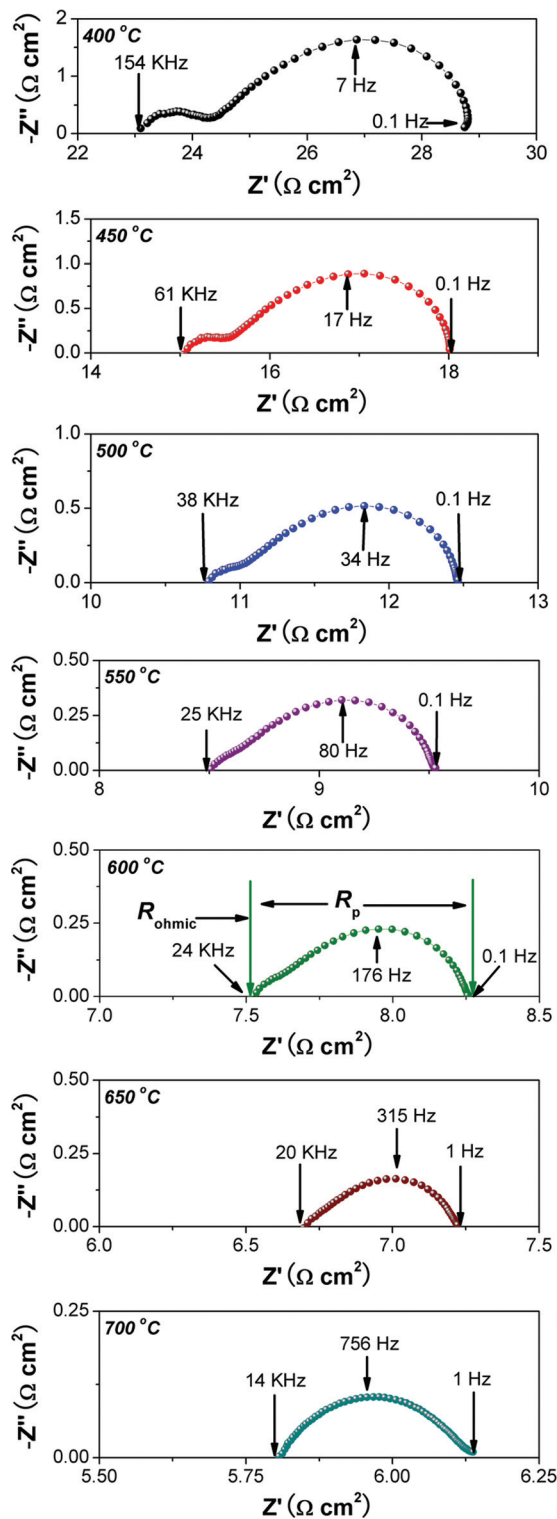 400 °C
154 KHz
7 Hz
0.1 Hz
-Z'' (Ω cm²)
2
1
0
22 24 26 28 30
Z' (Ω cm²)
450 °C
61 KHz
17 Hz
0.1 Hz
-Z'' (Ω cm²)
1.5
1.0
0.5
0.0
14 16 18
Z' (Ω cm²)
500 °C
38 KHz
34 Hz
0.1 Hz
-Z'' (Ω cm²)
1.0
0.5
0.0
10 11 12 13
Z' (Ω cm²)
550 °C
25 KHz
80 Hz
0.1 Hz
-Z'' (Ω cm²)
0.50
0.25
0.00
8 9 10
Z' (Ω cm²)
600 °C
R ohmic
R p
24 KHz
176 Hz
0.1 Hz
-Z'' (Ω cm²)
0.50
0.25
0.00
7.0 7.5 8.0 8.5
Z' (Ω cm²)
650 °C
20 KHz
315 Hz
1 Hz
-Z'' (Ω cm²)
0.50
0.25
0.00
6.0 6.5 7.0 7.5
Z' (Ω cm²)
700 °C
14 KHz
756 Hz
1 Hz
-Z'' (Ω cm²)
0.25
0.00
5.50 5.75 6.00 6.25
Z' (Ω cm²)